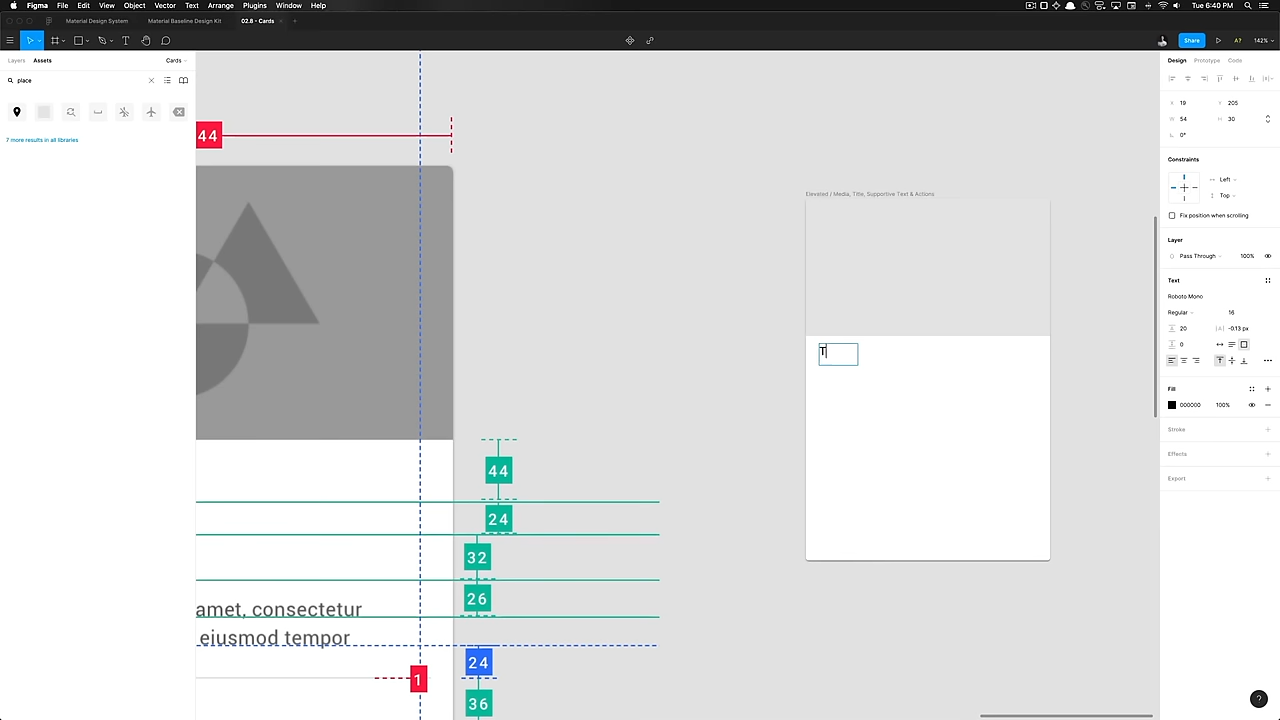 Figma File Edit View Object Vector Text Arrange Plugins Window Help
Tue 6:40 PM
Material Design System Material Baseline Design Kit 02.8 - Cards
Share A? 142%
Layers Assets Cards
place
7 more results in all libraries
44
Elevated / Media, Title, Supportive Text & Actions
T
44
24
32
26
amet, consectetur
eiusmod tempor
24
1
36
Design Prototype Code
X 19 Y 205
W 54 H 30
0°
Constraints
Left
Top
Fix position when scrolling
Layer
Pass Through 100%
Text
Roboto Mono
Regular 16
20 |A| -0.13 px
0
Fill
000000 100%
Stroke
Effects
Export
?